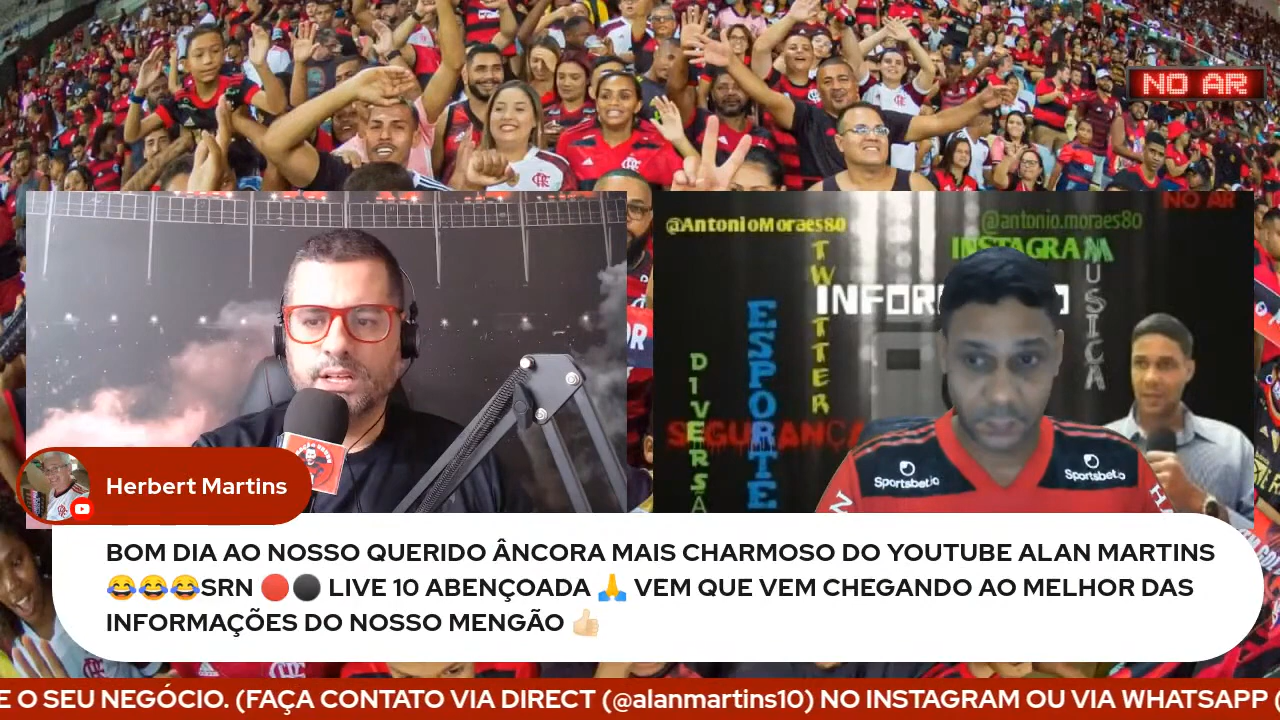 NO AR
NO AR
@AntonioMoraes80
@antonio.moraes80
INSTAGRAM
TWITTER
MUSICA
INFOR
ESPORTE
DIVERSÃ
SEGURANÇA
Sportsbet.io
Sportsbet.io
Herbert Martins
BOM DIA AO NOSSO QUERIDO ÂNCORA MAIS CHARMOSO DO YOUTUBE ALAN MARTINS
😂😂😂SRN 🔴⚫ LIVE 10 ABENÇOADA 🙏 VEM QUE VEM CHEGANDO AO MELHOR DAS
INFORMAÇÕES DO NOSSO MENGÃO 👍🏻
E O SEU NEGÓCIO. (FAÇA CONTATO VIA DIRECT (@alanmartins10) NO INSTAGRAM OU VIA WHATSAPP (